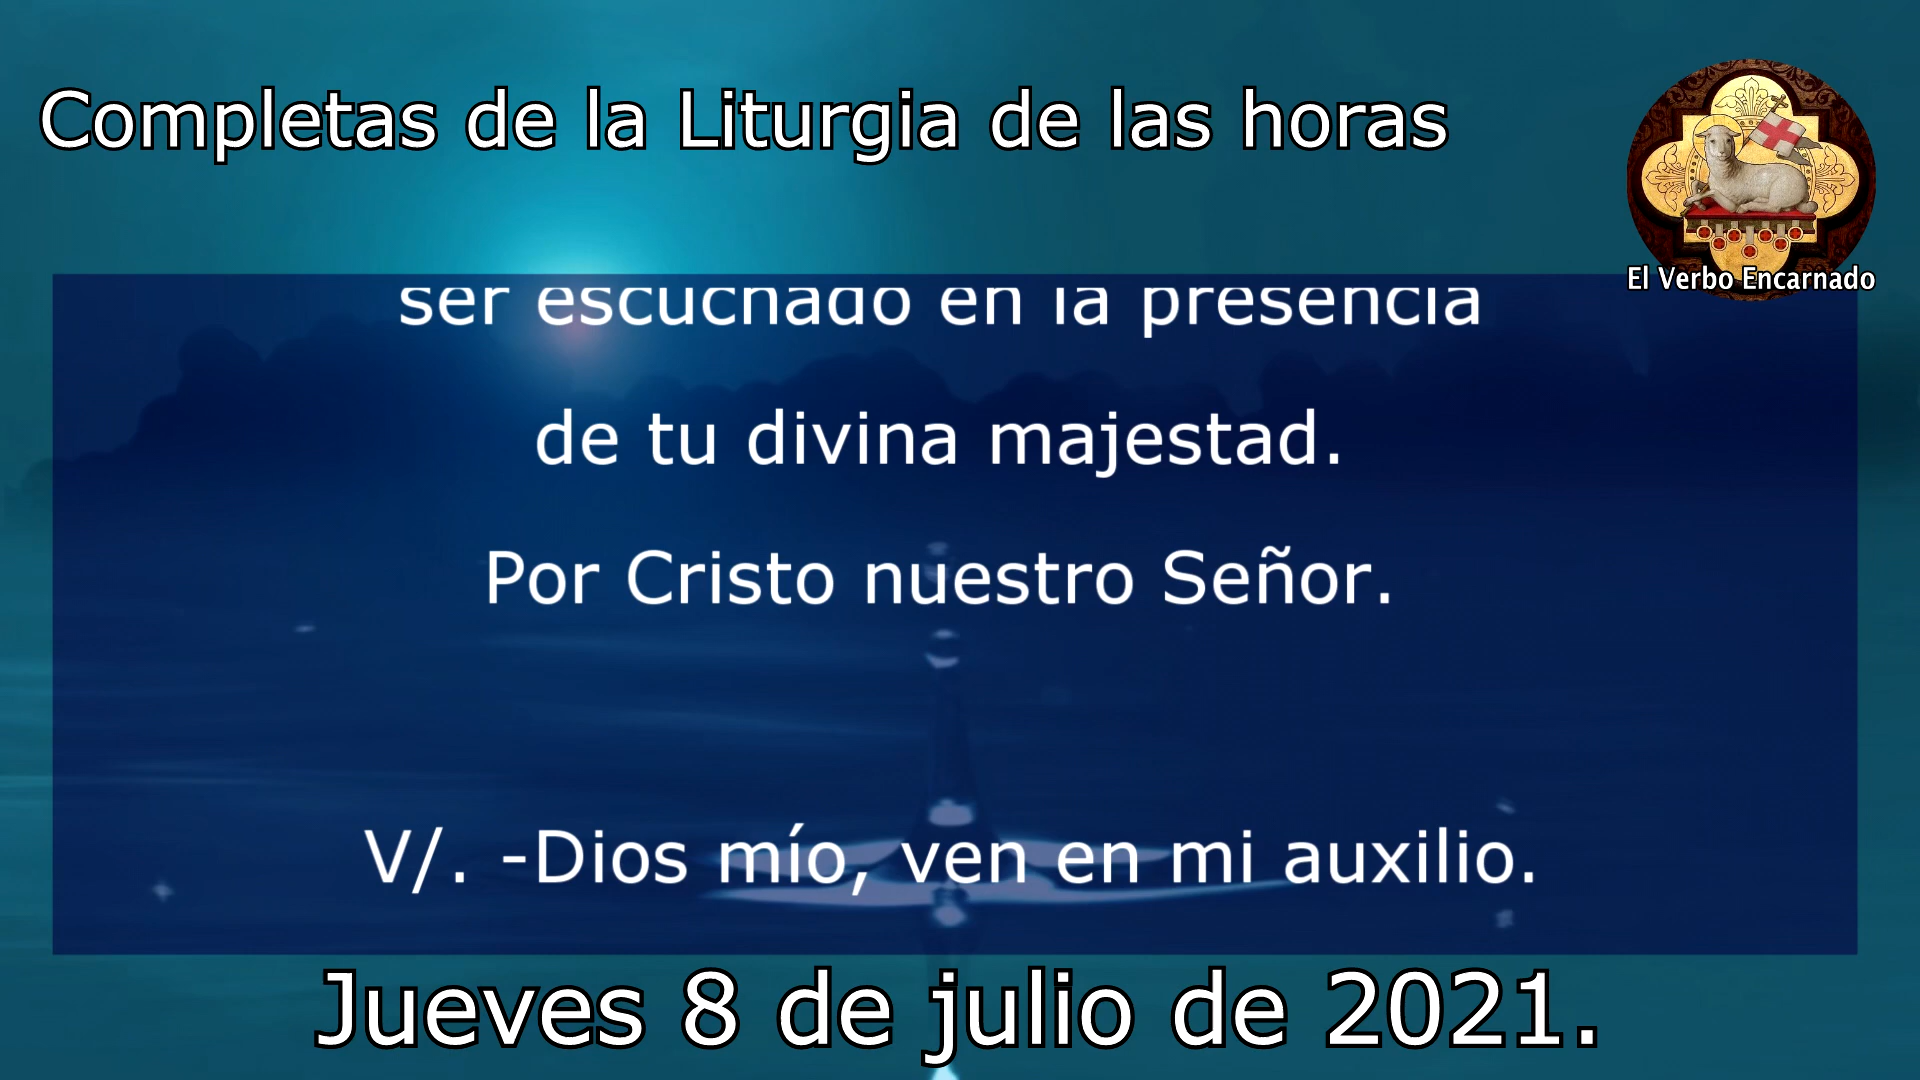 Completas de la Liturgia de las horas
El Verbo Encarnado
ser escuchado en la presencia
de tu divina majestad.
Por Cristo nuestro Señor.
V/. -Dios mío, ven en mi auxilio.
Jueves 8 de julio de 2021.